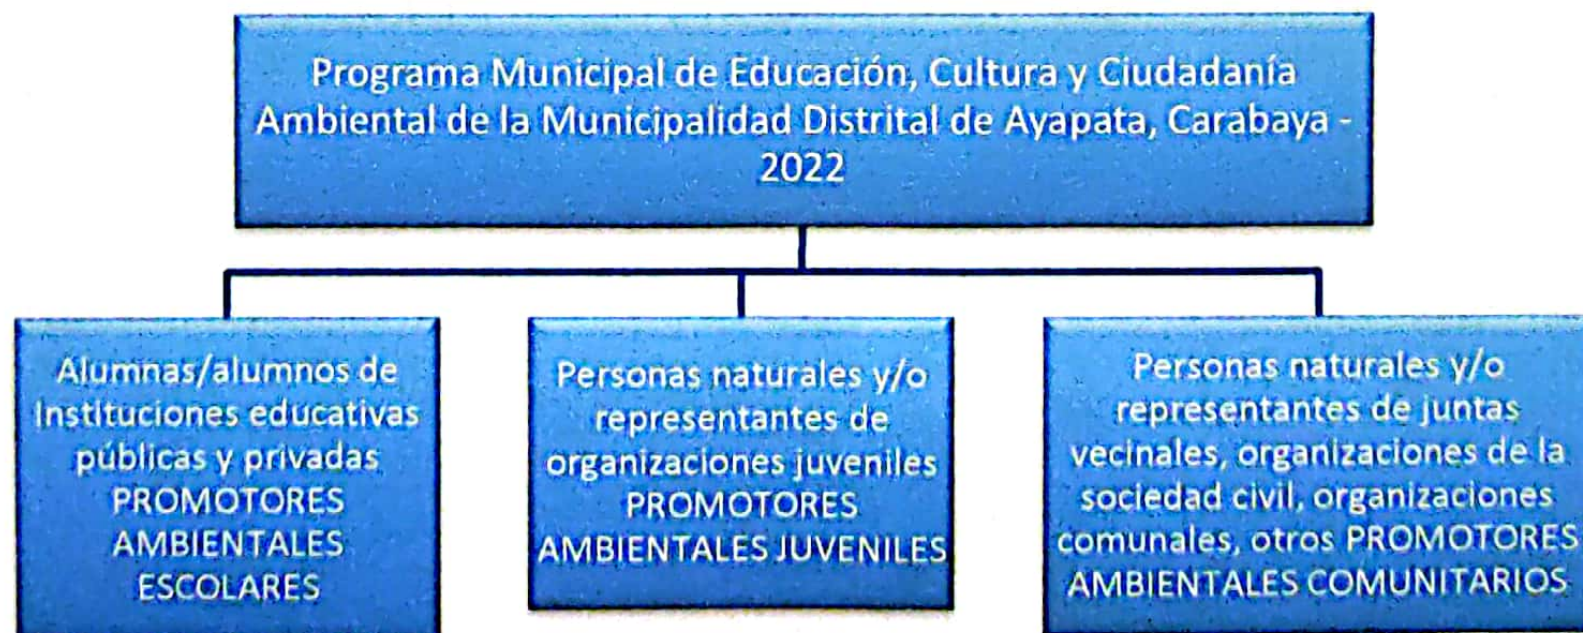 Programa Municipal de Educación, Cultura y Ciudadanía
Ambiental de la Municipalidad Distrital de Ayapata, Carabaya -
2022
Alumnas/alumnos de
Instituciones educativas
públicas y privadas
PROMOTORES
AMBIENTALES
ESCOLARES
Personas naturales y/o
representantes de
organizaciones juveniles
PROMOTORES
AMBIENTALES JUVENILES
Personas naturales y/o
representantes de juntas
vecinales, organizaciones de la
sociedad civil, organizaciones
comunales, otros PROMOTORES
AMBIENTALES COMUNITARIOS